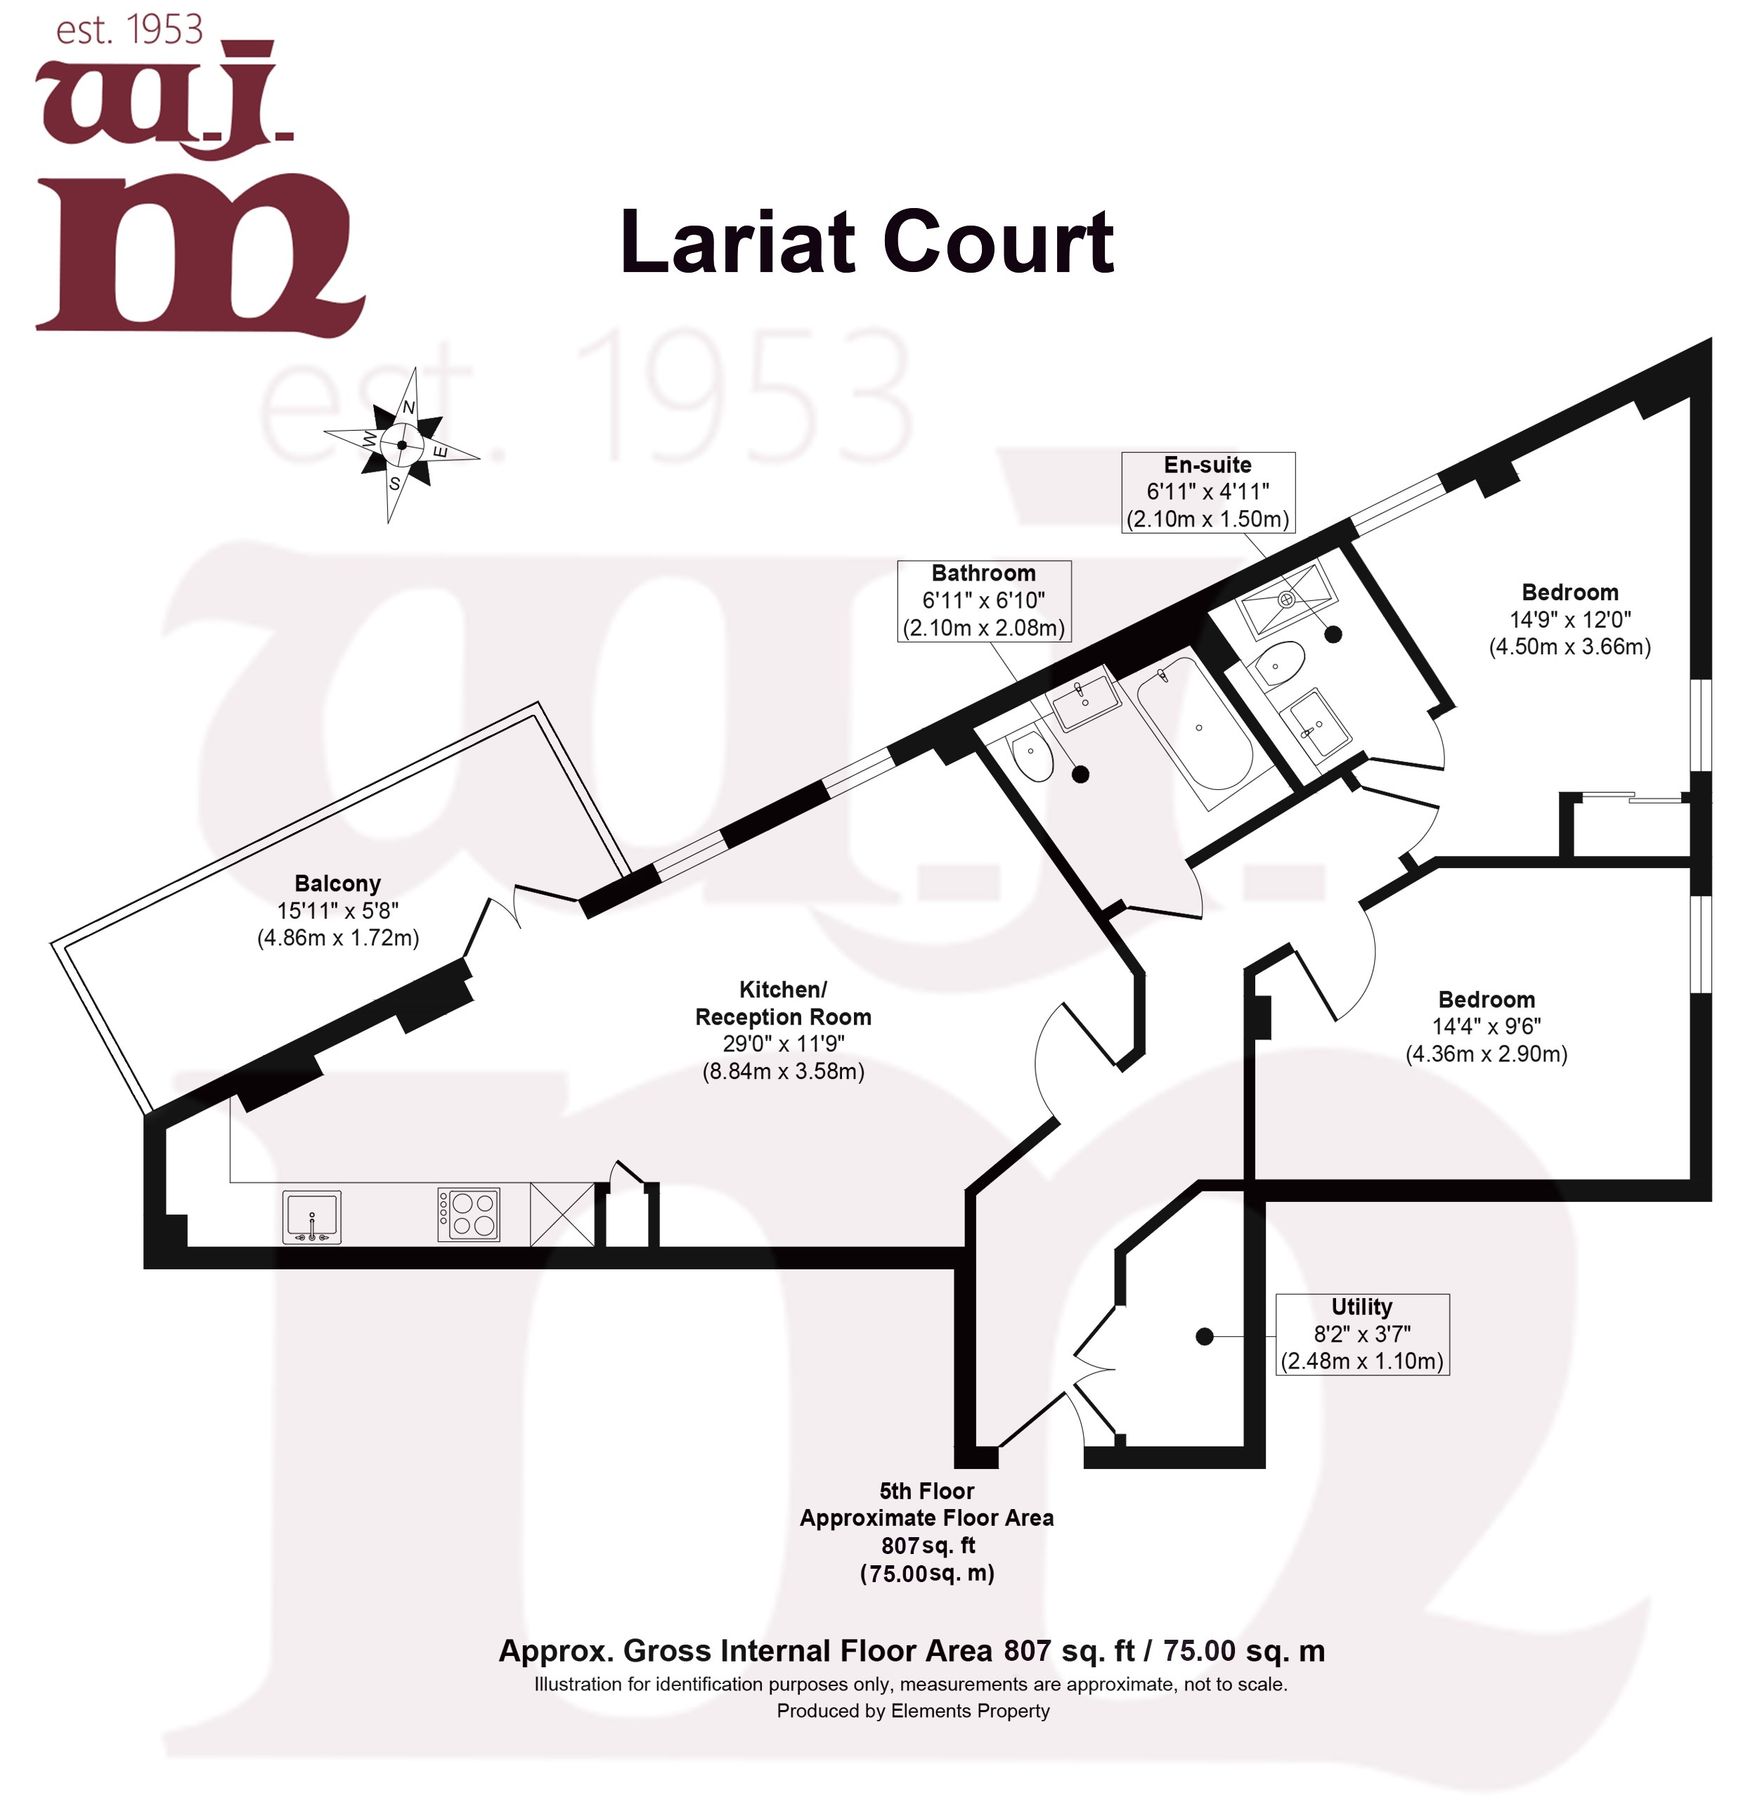 est. 1953
w.j.
m
Lariat Court
est. 1953
N
W
E
S
En-suite
6'11" x 4'11"
(2.10m x 1.50m)
Bathroom
6'11" x 6'10"
(2.10m x 2.08m)
Bedroom
14'9" x 12'0"
(4.50m x 3.66m)
Balcony
15'11" x 5'8"
(4.86m x 1.72m)
Kitchen/
Reception Room
29'0" x 11'9"
(8.84m x 3.58m)
Bedroom
14'4" x 9'6"
(4.36m x 2.90m)
Utility
8'2" x 3'7"
(2.48m x 1.10m)
5th Floor
Approximate Floor Area
807sq. ft
(75.00sq. m)
Approx. Gross Internal Floor Area 807 sq. ft / 75.00 sq. m
Illustration for identification purposes only, measurements are approximate, not to scale.
Produced by Elements Property
w.j.
m